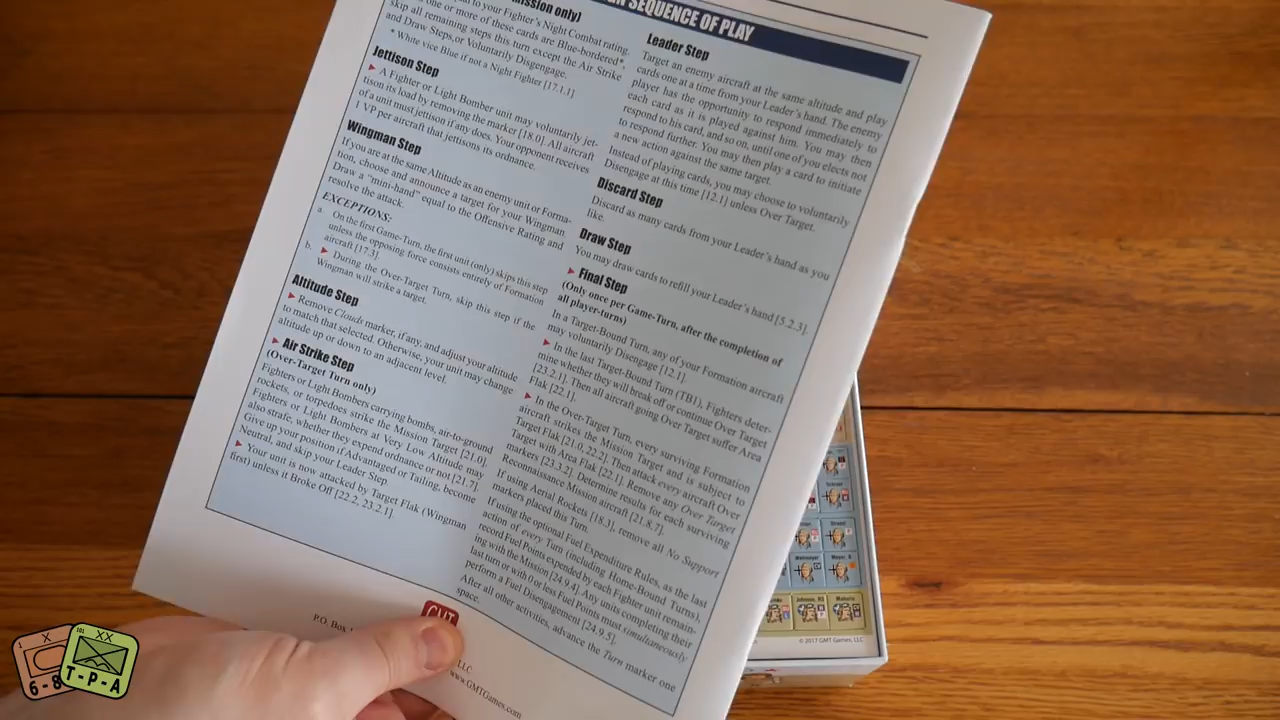 SEQUENCE OF PLAY
ission only)
to your Fighter's Night Combat rating.
one or more of these cards are Blue-bordered*,
skip all remaining steps this turn except the Air Strike
and Draw Steps, or Voluntarily Disengage.
* White vice Blue if not a Night Fighter [17.1.1]
Jettison Step
A Fighter or Light Bomber unit may voluntarily jet-
tison its load by removing the marker [18.0]. All aircraft
of a unit must jettison if any does. Your opponent receives
1 VP per aircraft that jettisons its ordnance.
Wingman Step
If you are at the same Altitude as an enemy unit or Forma-
tion, choose and announce a target for your Wingman.
Draw a "mini-hand" equal to the Offensive Rating and
resolve the attack.
EXCEPTIONS:
a. On the first Game-Turn, the first unit (only) skips this step
unless the opposing force consists entirely of Formation
aircraft [17.3].
b. During the Over-Target Turn, skip this step if the
Wingman will strike a target.
Altitude Step
Remove Clouds marker, if any, and adjust your altitude
to match that selected. Otherwise, your unit may change
altitude up or down to an adjacent level.
Air Strike Step
(Over-Target Turn only)
Fighters or Light Bombers carrying bombs, air-to-ground
rockets, or torpedoes strike the Mission Target [21.0].
Fighters or Light Bombers at Very Low Altitude may
also strafe, whether they expend ordnance or not [21.7]
Give up your position if Advantaged or Tailing, become
Neutral, and skip your Leader Step.
Your unit is now attacked by Target Flak (Wingman
first) unless it Broke Off [22.2, 23.2.1].
Leader Step
Target an enemy aircraft at the same altitude and play
cards one at a time from your Leader's hand. The enemy
player has the opportunity to respond immediately to
each card as it is played against him. You may then
respond to his card, and so on, until one of you elects not
to respond further. You may then play a card to initiate
a new action against the same target.
Instead of playing cards, you may choose to voluntarily
Disengage at this time [12.1] unless Over Target.
Discard Step
Discard as many cards from your Leader's hand as you
like.
Draw Step
You may draw cards to refill your Leader's hand [5.2.3].
Final Step
(Only once per Game-Turn, after the completion of
all player-turns)
In a Target-Bound Turn, any of your Formation aircraft
may voluntarily Disengage [12.1]
In the last Target-Bound Turn (TB1), Fighters deter-
mine whether they will break off or continue Over Target
[23.2.1]. Then all aircraft going Over Target suffer Area
Flak [22.1].
In the Over-Target Turn, every surviving Formation
aircraft strikes the Mission Target and is subject to
Target Flak [21.0, 22.2]. Then attack every aircraft Over
Target with Area Flak [22.1]. Remove any Over Target
markers [23.3.2]. Determine results for each surviving
Reconnaissance Mission aircraft [21.8.7].
If using Aerial Rockets [18.3], remove all No Support
markers placed this Turn.
If using the optional Fuel Expenditure Rules, as the last
action of every Turn (including Home-Bound Turns),
record Fuel Points expended by each Fighter unit remain-
ing with the Mission [24.9.4]. Any units completing their
last turn or with 0 or less Fuel Points must simultaneously
perform a Fuel Disengagement [24.9.5].
After all other activities, advance the Turn marker one
space.
GMT
P.O. Box
LLC
www.GMTGames.com
© 2017 GMT Games, LLC
X
6-8
101
XX
T-P-A